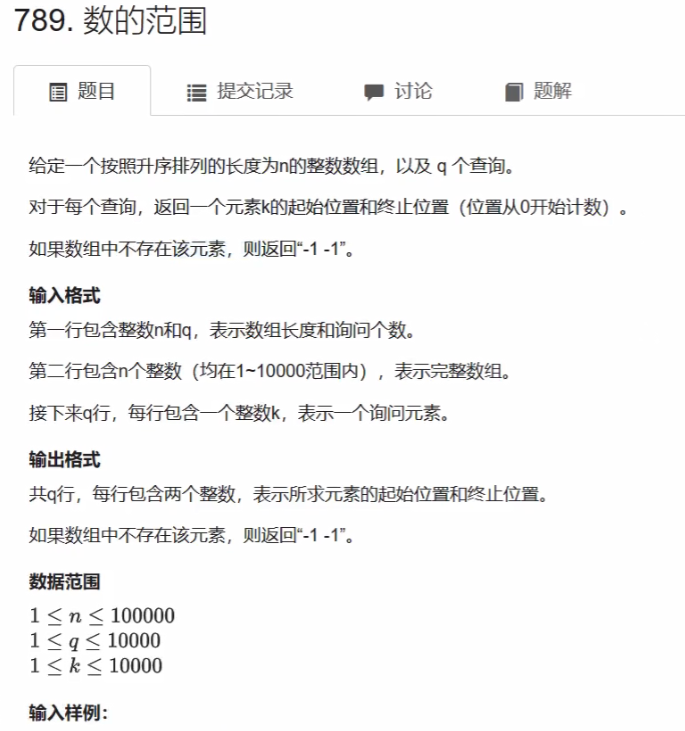 789. 数的范围
题目 提交记录 讨论 题解
给定一个按照升序排列的长度为n的整数数组，以及 q 个查询。
对于每个查询，返回一个元素k的起始位置和终止位置（位置从0开始计数）。
如果数组中不存在该元素，则返回“-1 -1”。
输入格式
第一行包含整数n和q，表示数组长度和询问个数。
第二行包含n个整数（均在1~10000范围内），表示完整数组。
接下来q行，每行包含一个整数k，表示一个询问元素。
输出格式
共q行，每行包含两个整数，表示所求元素的起始位置和终止位置。
如果数组中不存在该元素，则返回“-1 -1”。
数据范围
1 ≤ n ≤ 100000
1 ≤ q ≤ 10000
1 ≤ k ≤ 10000
输入样例：